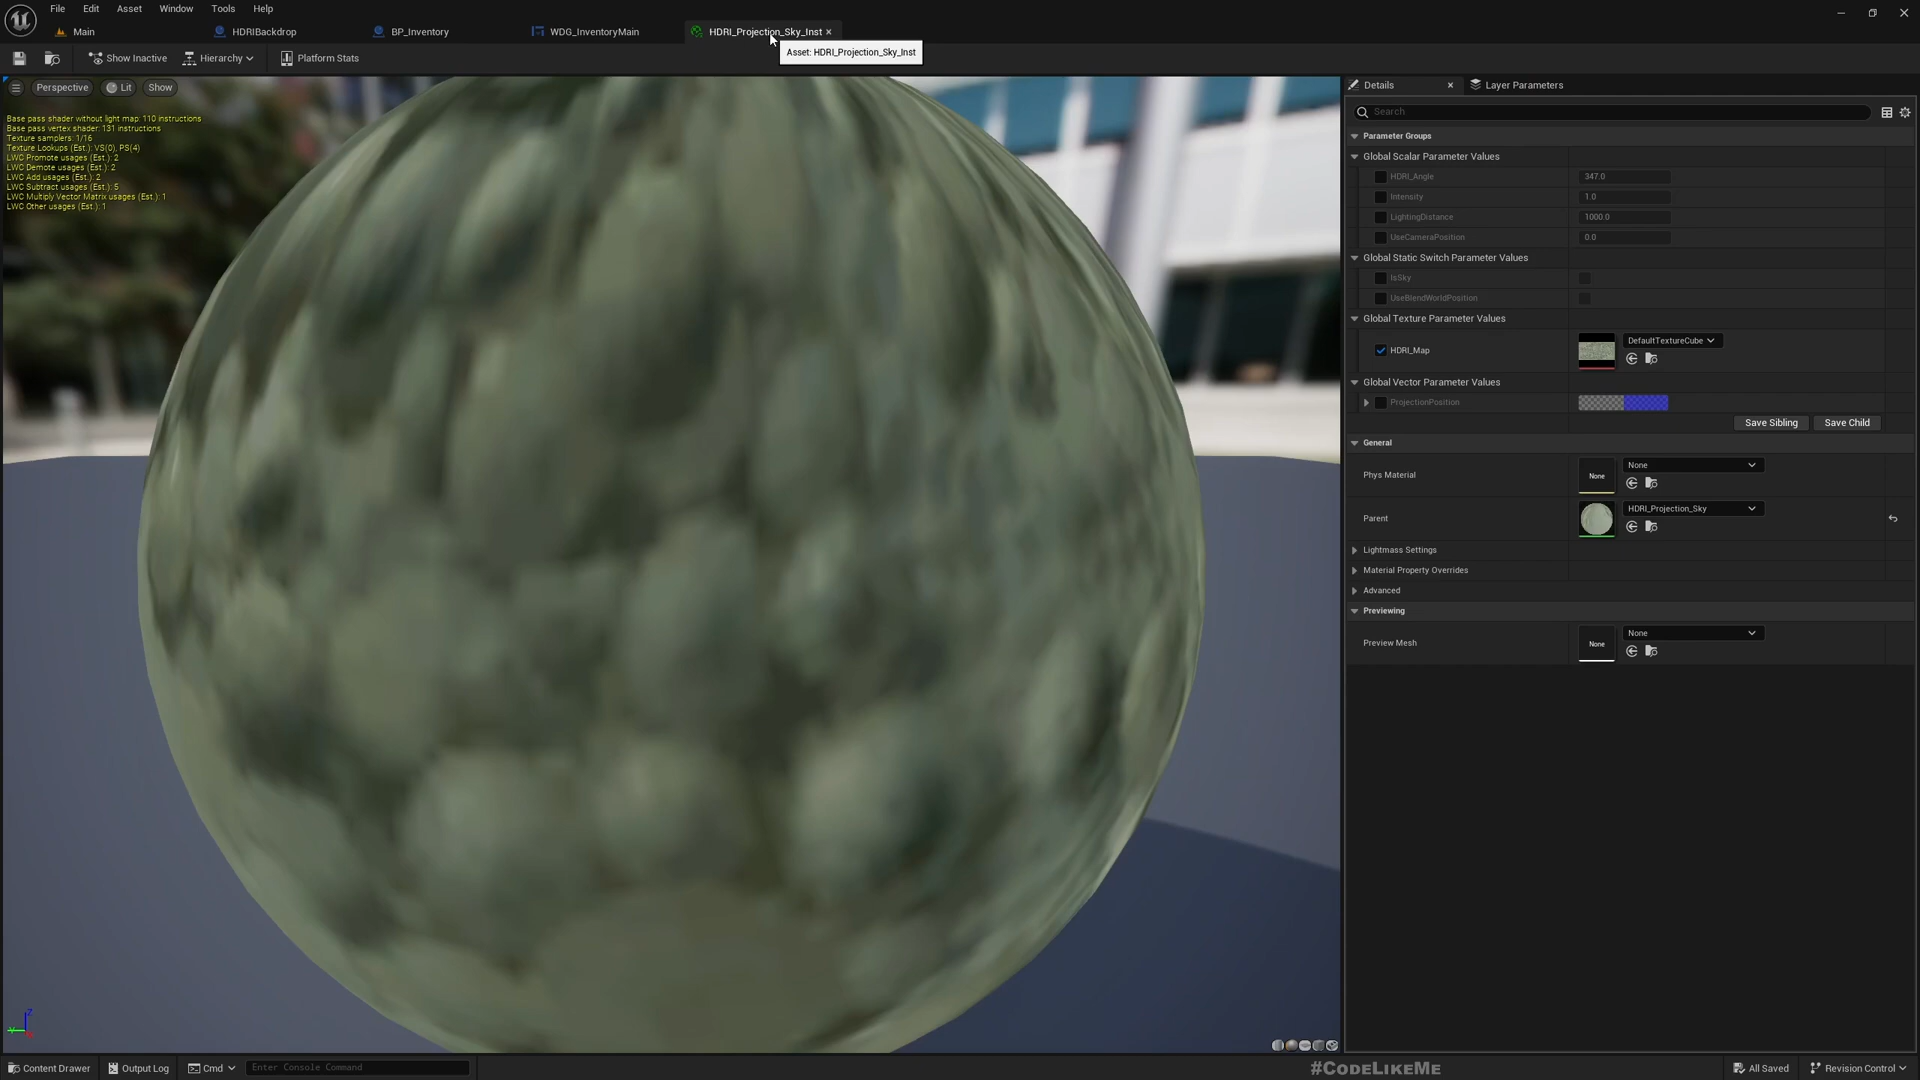 File Edit Asset Window Tools Help
Main HDRIBackdrop BP_Inventory WDG_InventoryMain HDRI_Projection_Sky_Inst
Asset: HDRI_Projection_Sky_Inst
Show Inactive Hierarchy Platform Stats
Perspective Lit Show
Base pass shader without light map: 110 instructions
Base pass vertex shader: 131 instructions
Texture samplers: 1/16
Texture Lookups (Est.): VS(0), PS(4)
LWC Promote usages (Est.): 2
LWC Demote usages (Est.): 2
LWC Add usages (Est.): 2
LWC Subtract usages (Est.): 5
LWC Multiply Vector Matrix usages (Est.): 1
LWC Other usages (Est.): 1
Details Layer Parameters
Search
Parameter Groups
Global Scalar Parameter Values
HDRI_Angle 347.0
Intensity 1.0
LightingDistance 1000.0
UseCameraPosition 0.0
Global Static Switch Parameter Values
IsSky
UseBlendWorldPosition
Global Texture Parameter Values
HDRI_Map DefaultTextureCube
Global Vector Parameter Values
ProjectionPosition
Save Sibling Save Child
General
Phys Material None None
Parent HDRI_Projection_Sky
Lightmass Settings
Material Property Overrides
Advanced
Previewing
Preview Mesh None None
Z
Content Drawer Output Log Cmd Enter Console Command #CodeLikeMe All Saved Revision Control